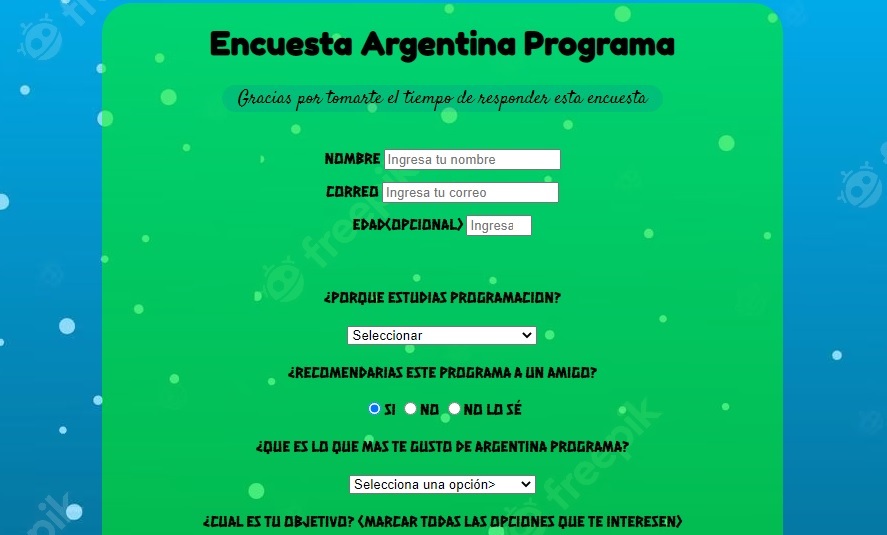 Encuesta Argentina Programa
Gracias por tomarte el tiempo de responder esta encuesta
NOMBRE Ingresa tu nombre
CORREO Ingresa tu correo
EDAD(OPCIONAL) Ingresa
¿PORQUE ESTUDIAS PROGRAMACION?
Seleccionar
¿RECOMENDARIAS ESTE PROGRAMA A UN AMIGO?
SI NO NO LO SÉ
¿QUE ES LO QUE MAS TE GUSTO DE ARGENTINA PROGRAMA?
Selecciona una opción>
¿CUAL ES TU OBJETIVO? (MARCAR TODAS LAS OPCIONES QUE TE INTERESEN)
freepik
freepik